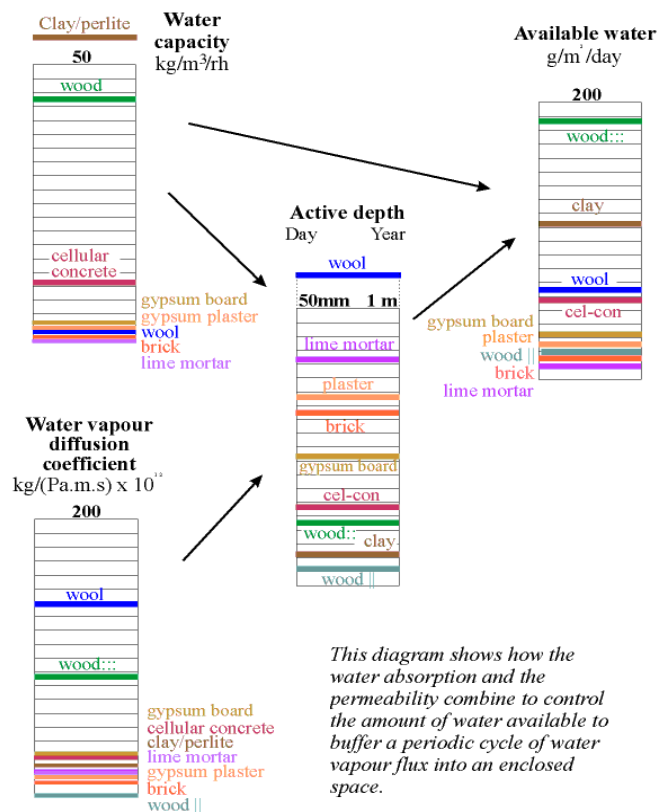 Clay/perlite
Water
capacity
kg/m³/rh
50
wood
cellular
concrete
gypsum board
gypsum plaster
wool
brick
lime mortar
Available water
g/m²/day
200
wood:::
clay
wool
cel-con
gypsum board
plaster
wood ||
brick
lime mortar
Active depth
Day Year
wool
50mm 1 m
lime mortar
plaster
brick
gypsum board
cel-con
wood::
clay
wood ||
Water vapour
diffusion
coefficient
kg/(Pa.m.s) x 10
200
wool
wood:::
gypsum board
cellular concrete
clay/perlite
lime mortar
gypsum plaster
brick
wood ||
This diagram shows how the
water absorption and the
permeability combine to control
the amount of water available to
buffer a periodic cycle of water
vapour flux into an enclosed
space.